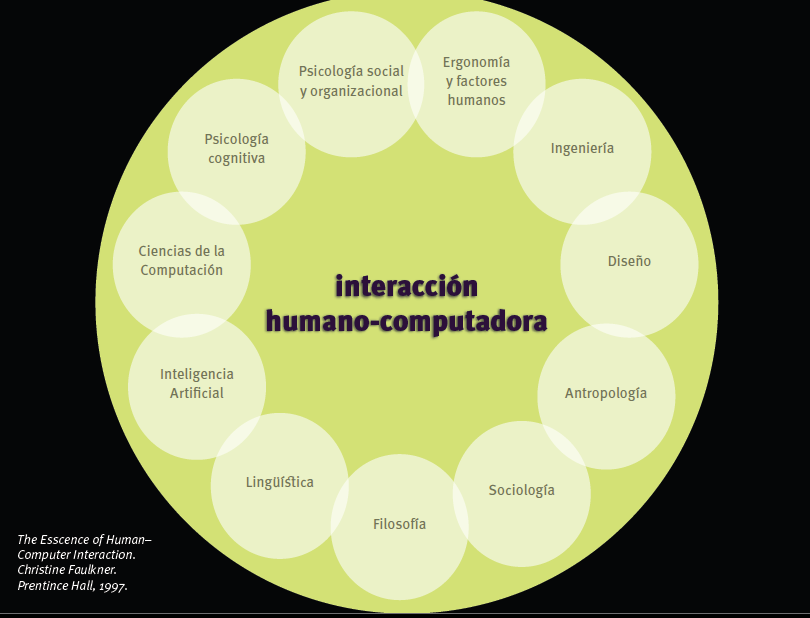 Psicología social
y organizacional
Ergonomía
y factores
humanos
Psicología
cognitiva
Ingeniería
Ciencias de la
Computación
Diseño
interacción
humano-computadora
Inteligencia
Artificial
Antropología
Lingüística
Sociología
Filosofía
The Esscence of Human–
Computer Interaction.
Christine Faulkner.
Prentince Hall, 1997.